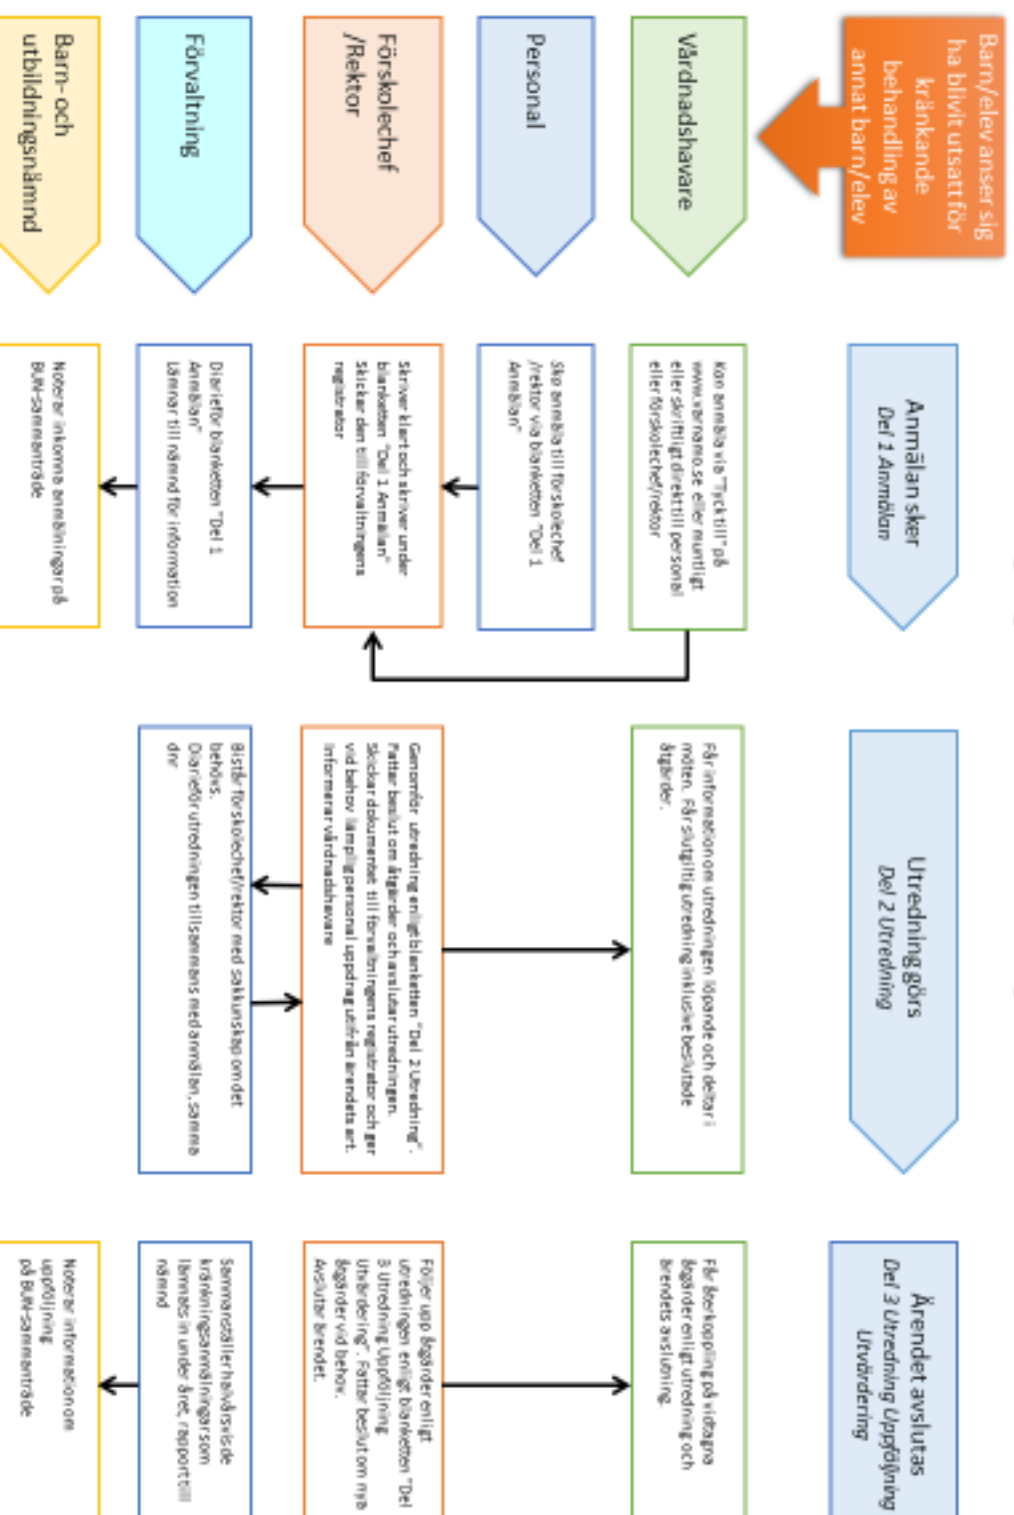 Barn/elev anser sig
ha blivit utsatt för
kränkande
behandling av
annat barn/elev
Anmälan sker
Del 1 Anmälan
Utredning görs
Del 2 Utredning
Ärendet avslutas
Del 3 Utredning Uppföljning
Utvärdering
Vårdnadshavare
Kan anmäla via "Tyck till" på
www.varnamo.se eller muntligt
eller skriftligt direkt till personal
eller förskolechef/rektor
Får information om utredningen löpande och deltar i
möten. Får slutgiltig utredning inklusive beslutade
åtgärder.
Får återkoppling på vidtagna
åtgärder enligt utredning och
ärendets avslutning.
Personal
Ska anmäla till förskolechef
/rektor via blanketten "Del 1
Anmälan"
Förskolechef
/Rektor
Skriver klart och skriver under
blanketten "Del 1 Anmälan"
Skickar den till förvaltningens
registrator
Genomför utredning enligt blanketten "Del 2 Utredning".
Fattar beslut om åtgärder och avslutar utredningen.
Skickar dokumentet till förvaltningens registrator och ger
vid behov lämplig personal uppdrag utifrån ärendets art.
Informerar vårdnadshavare
Följer upp åtgärder enligt
utredningen enligt blanketten "Del
3 Utredning Uppföljning
Utvärdering". Fattar beslut om nya
åtgärder vid behov.
Avslutar ärendet.
Förvaltning
Diarieför blanketten "Del 1
Anmälan"
Lämnar till nämnd för information
Bistår förskolechef/rektor med sakkunskap om det
behövs.
Diarieför utredningen tillsammans med anmälan, samma
dnr
Sammanställer halvårsvis de
kränkningsanmälningar som
lämnats in under året, rapport till
nämnd
Barn- och
utbildningsnämnd
Noterar inkomna anmälningar på
BUN-sammanträde
Noterar information om
uppföljning
på BUN-sammanträde